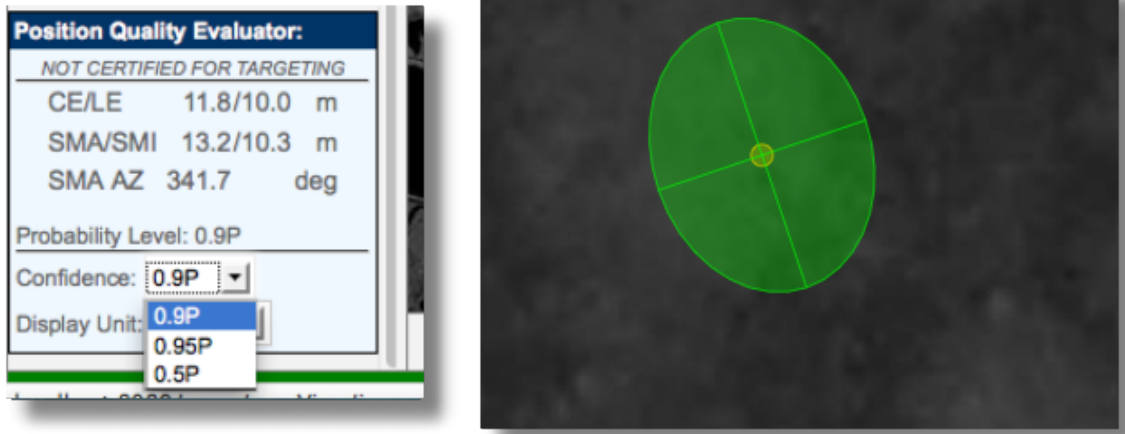 Position Quality Evaluator:
NOT CERTIFIED FOR TARGETING
CE/LE 11.8/10.0 m
SMA/SMI 13.2/10.3 m
SMA AZ 341.7 deg
Probability Level: 0.9P
Confidence: 0.9P
Display Unit:
0.9P
0.95P
0.5P